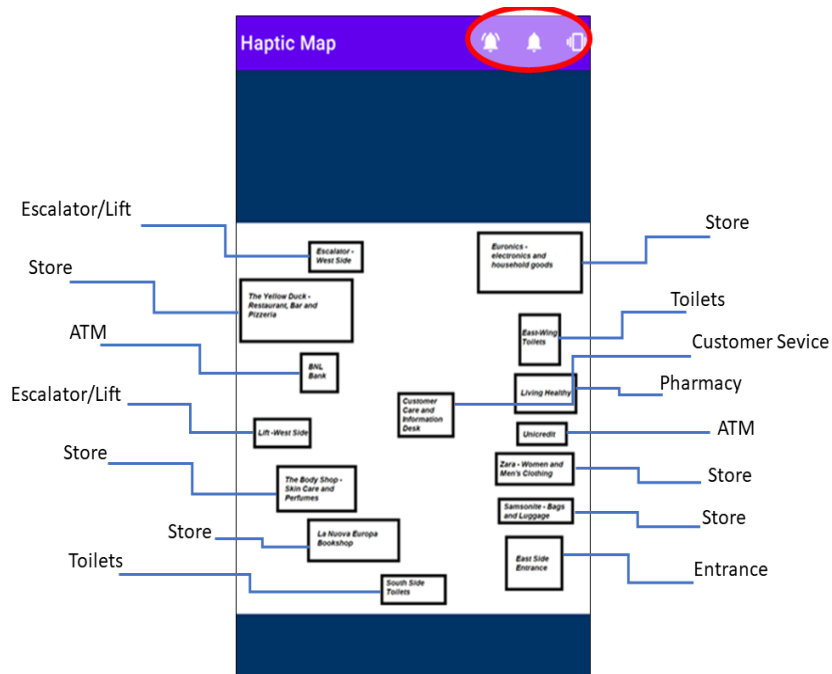 Haptic Map
Escalator/Lift
Store
ATM
Escalator/Lift
Store
Store
Toilets
Escalator -
West Side
The Yellow Duck -
Restaurant, Bar and
Pizzeria
BNL
Bank
Lift -West Side
The Body Shop -
Skin Care and
Perfumes
La Nuova Europa
Bookshop
South Side
Toilets
Customer
Care and
Information
Desk
Euronics -
electronics and
household goods
East-Wing
Toilets
Living Healthy
Unicredit
Zara - Women and
Men's Clothing
Samsonite - Bags
and Luggage
East Side
Entrance
Store
Toilets
Customer Sevice
Pharmacy
ATM
Store
Store
Entrance